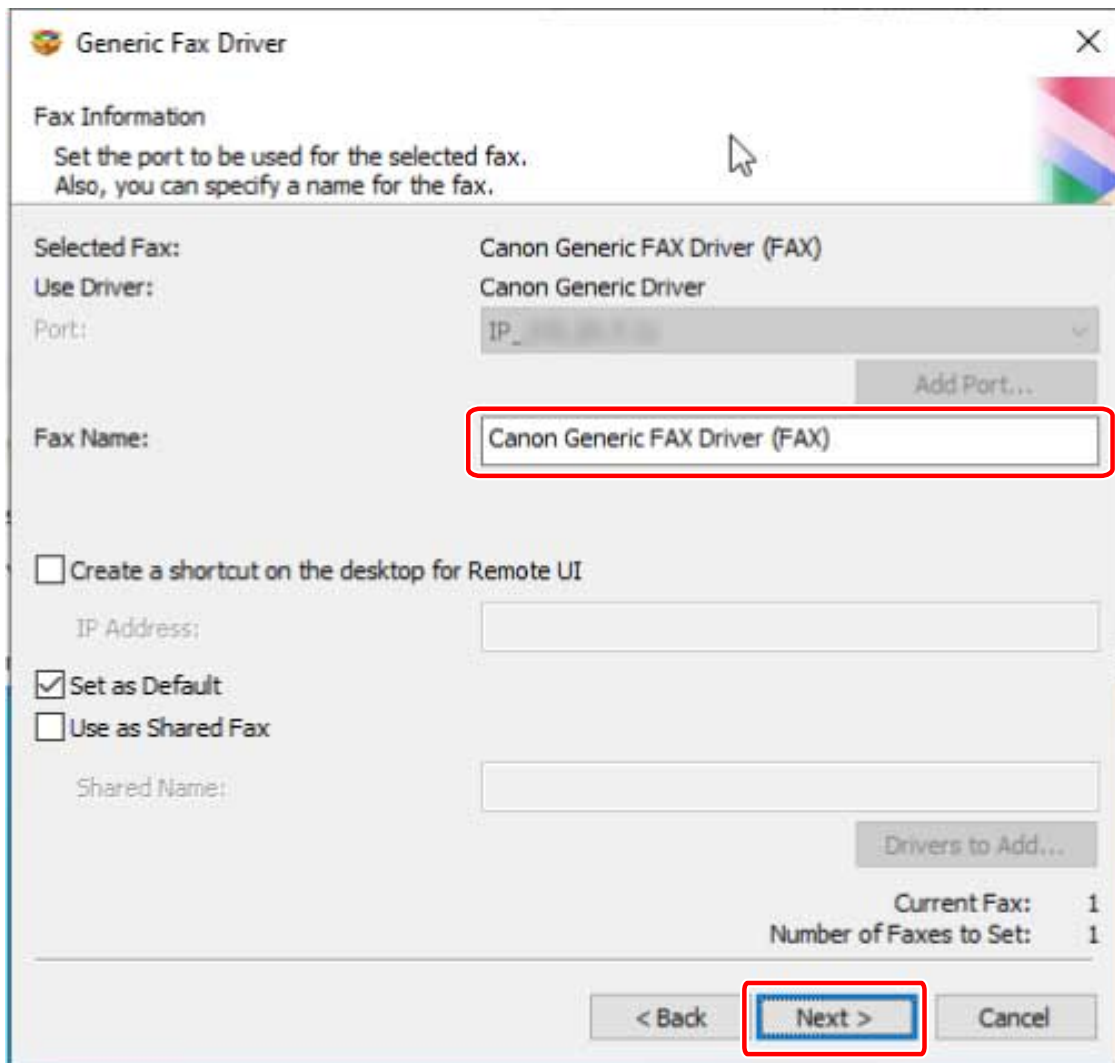 Generic Fax Driver
Fax Information
Set the port to be used for the selected fax.
Also, you can specify a name for the fax.
Selected Fax: Canon Generic FAX Driver (FAX)
Use Driver: Canon Generic Driver
Port: IP_
Add Port...
Fax Name: Canon Generic FAX Driver (FAX)
Create a shortcut on the desktop for Remote UI
IP Address:
Set as Default
Use as Shared Fax
Shared Name:
Drivers to Add...
Current Fax: 1
Number of Faxes to Set: 1
< Back Next > Cancel